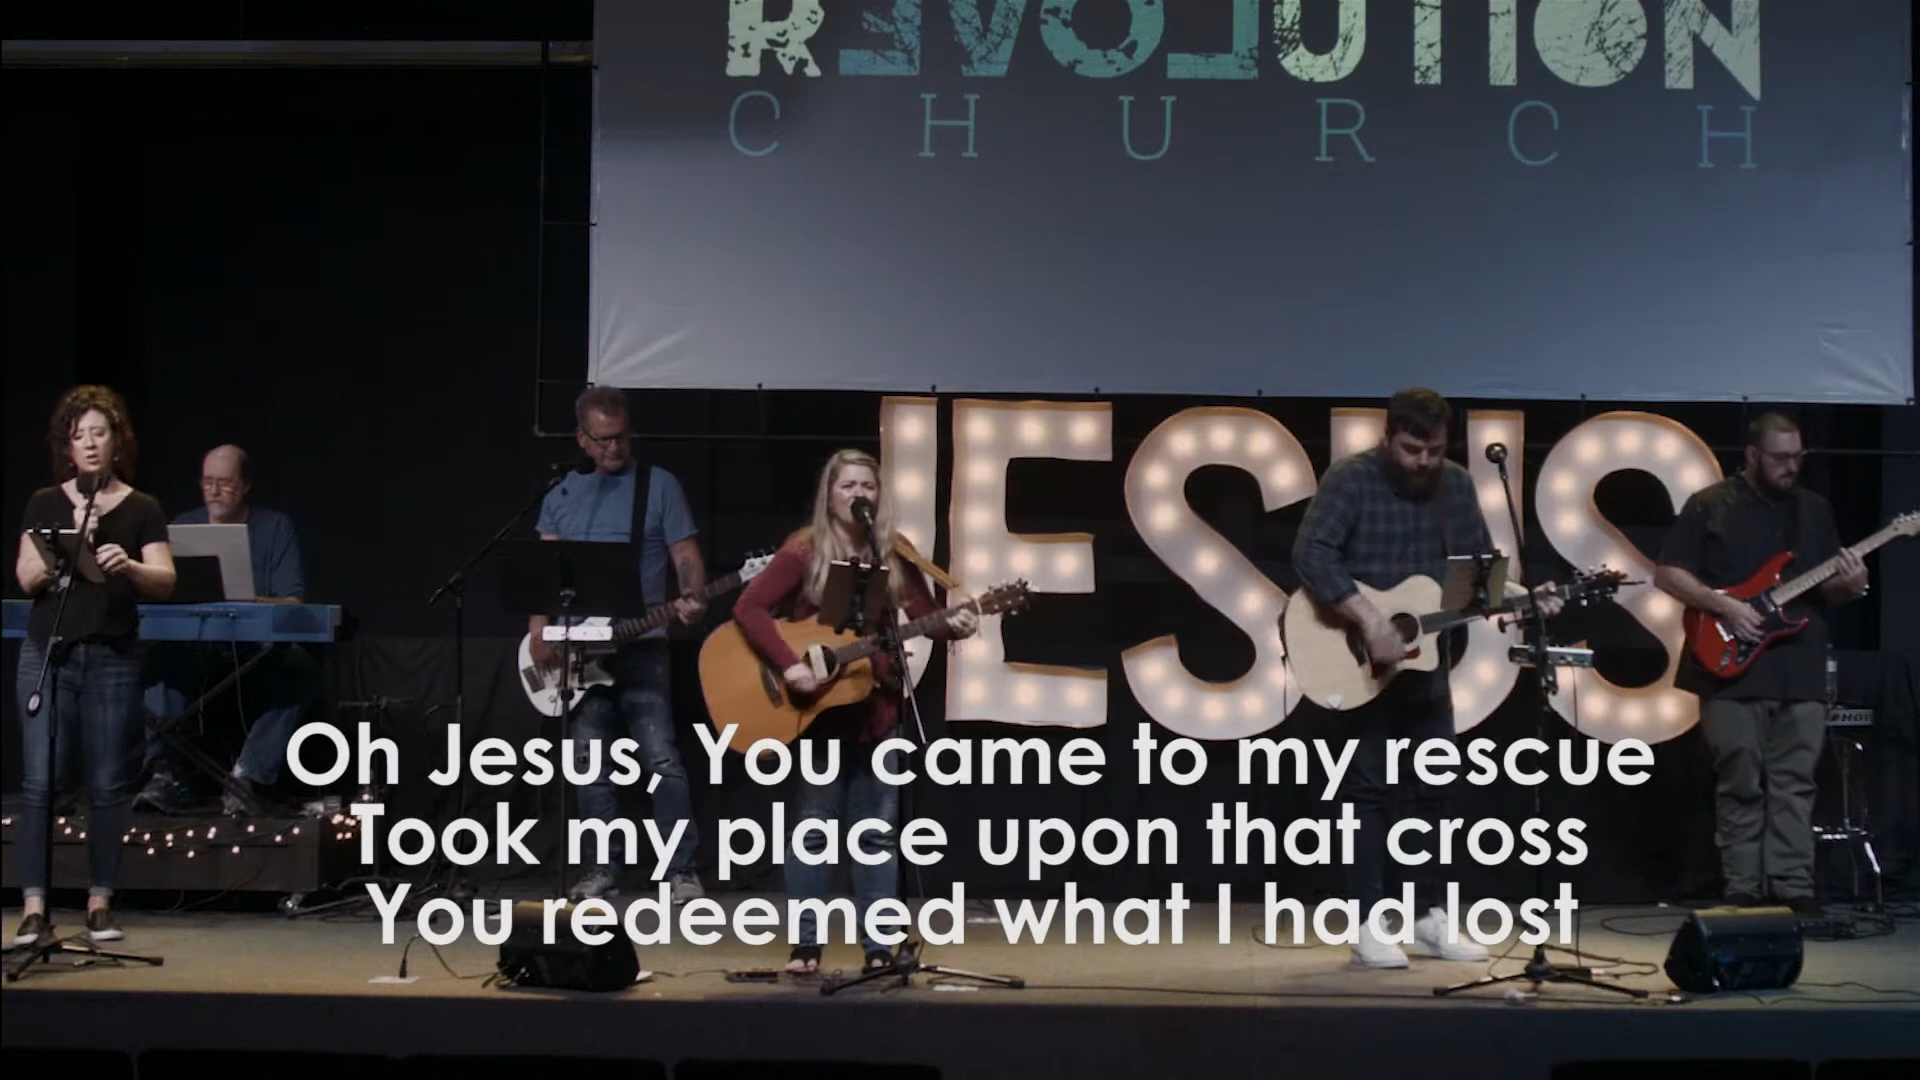 REVOLUTION
CHURCH
JESUS
Oh Jesus, You came to my rescue
Took my place upon that cross
You redeemed what I had lost